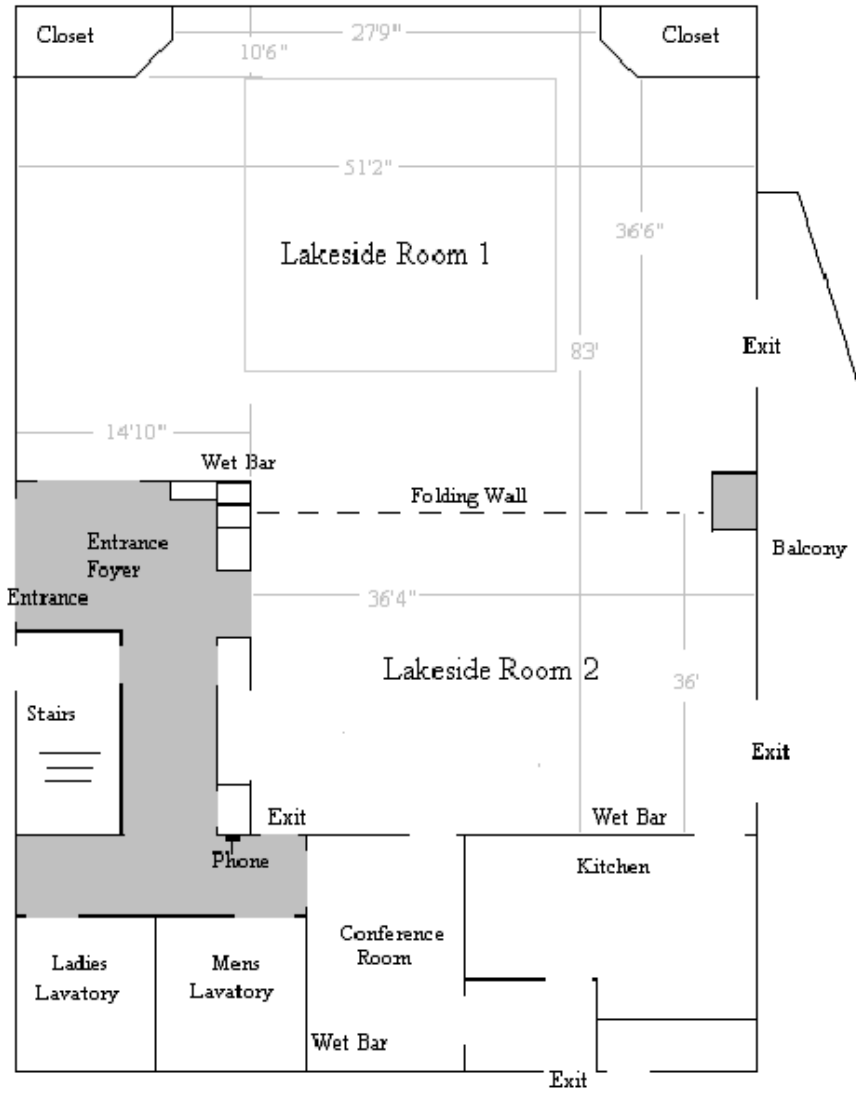 Closet
27'9"
Closet
10'6"
51'2"
36'6"
Lakeside Room 1
Exit
83'
14'10"
Wet Bar
Folding Wall
Entrance
Foyer
Balcony
Entrance
36'4"
Lakeside Room 2
36'
Stairs
Exit
Exit
Wet Bar
Phone
Kitchen
Conference
Room
Ladies
Lavatory
Mens
Lavatory
Wet Bar
Exit